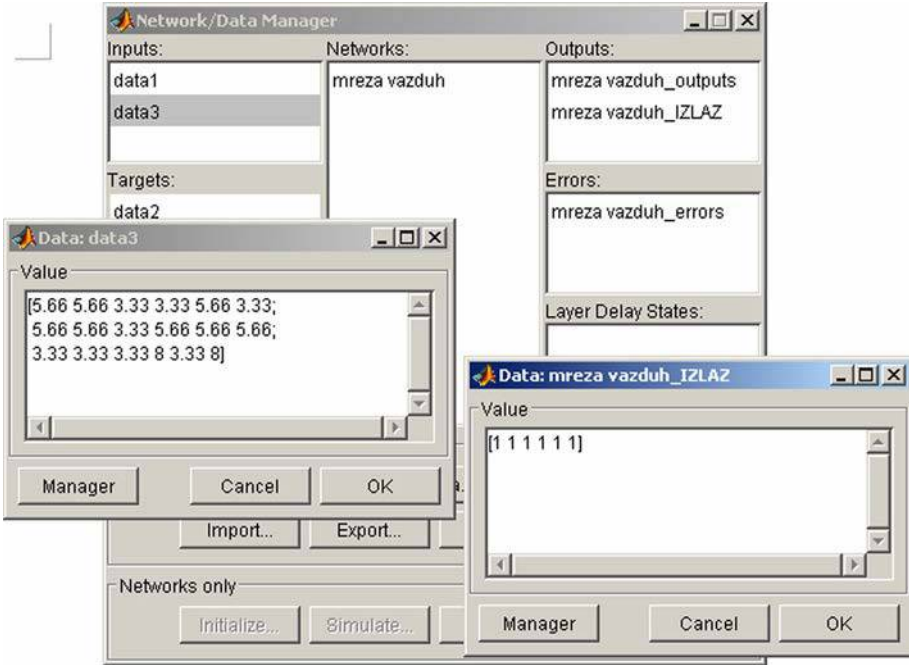 Network/Data Manager
Inputs:
Networks:
Outputs:
data1
mreza vazduh
mreza vazduh_outputs
data3
mreza vazduh_IZLAZ
Targets:
Errors:
data2
mreza vazduh_errors
Data: data3
Value
[5.66 5.66 3.33 3.33 5.66 3.33;
5.66 5.66 3.33 5.66 5.66 5.66;
3.33 3.33 3.33 8 3.33 8]
Layer Delay States:
Manager
Cancel
OK
Data: mreza vazduh_IZLAZ
Value
[1 1 1 1 1 1]
Import...
Export...
Networks only
Initialize...
Simulate...
Manager
Cancel
OK